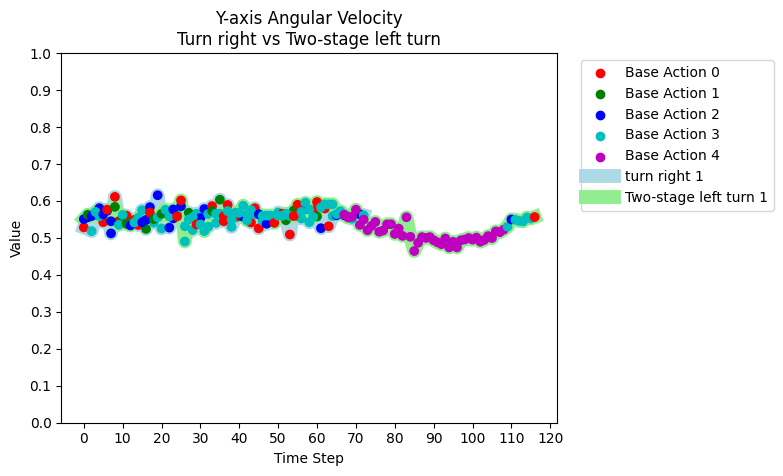 Y-axis Angular Velocity
Turn right vs Two-stage left turn
1.0
0.9
0.8
0.7
0.6
0.5
0.4
0.3
0.2
0.1
0.0
Value
0 10 20 30 40 50 60 70 80 90 100 110 120
Time Step
Base Action 0
Base Action 1
Base Action 2
Base Action 3
Base Action 4
turn right 1
Two-stage left turn 1